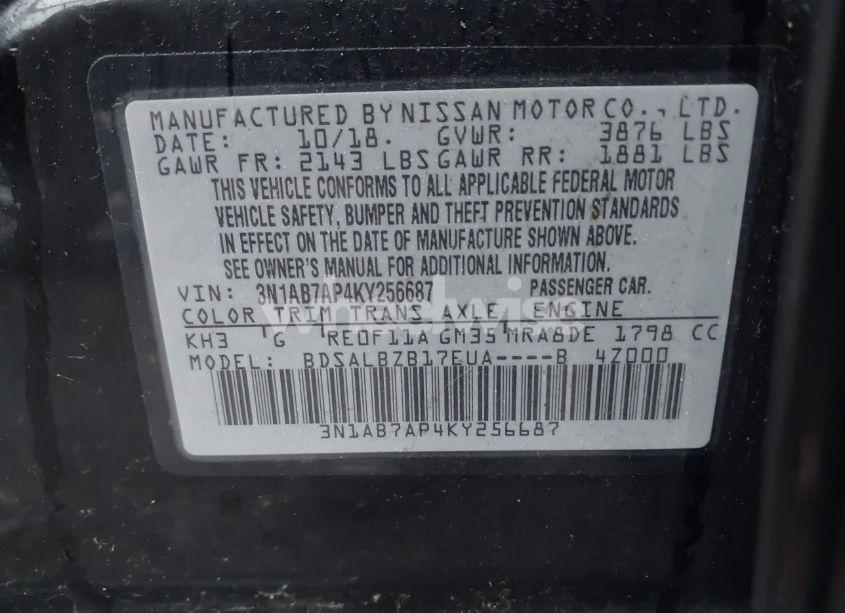 MANUFACTURED BY NISSAN MOTOR CO., LTD.
DATE: 10/18. GVWR: 3876 LBS
GAWR FR: 2143 LBS GAWR RR: 1881 LBS
THIS VEHICLE CONFORMS TO ALL APPLICABLE FEDERAL MOTOR
VEHICLE SAFETY, BUMPER AND THEFT PREVENTION STANDARDS
IN EFFECT ON THE DATE OF MANUFACTURE SHOWN ABOVE.
SEE OWNER'S MANUAL FOR ADDITIONAL INFORMATION.
VIN: 3N1AB7AP4KY256687 PASSENGER CAR.
COLOR TRIM TRANS AXLE ENGINE
KH3 G RE0F11A GM35 MRA8DE 1798 CC
MODEL: BDSALBZB17EUA----B 4Z000
3N1AB7AP4KY256687